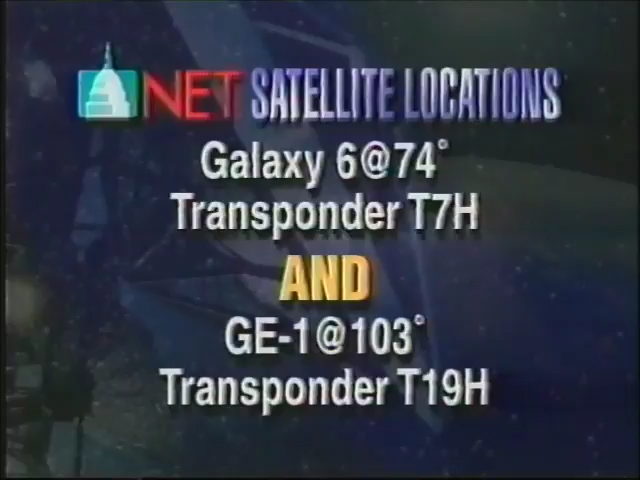 NET SATELLITE LOCATIONS
Galaxy 6@74°
Transponder T7H
AND
GE-1@103°
Transponder T19H